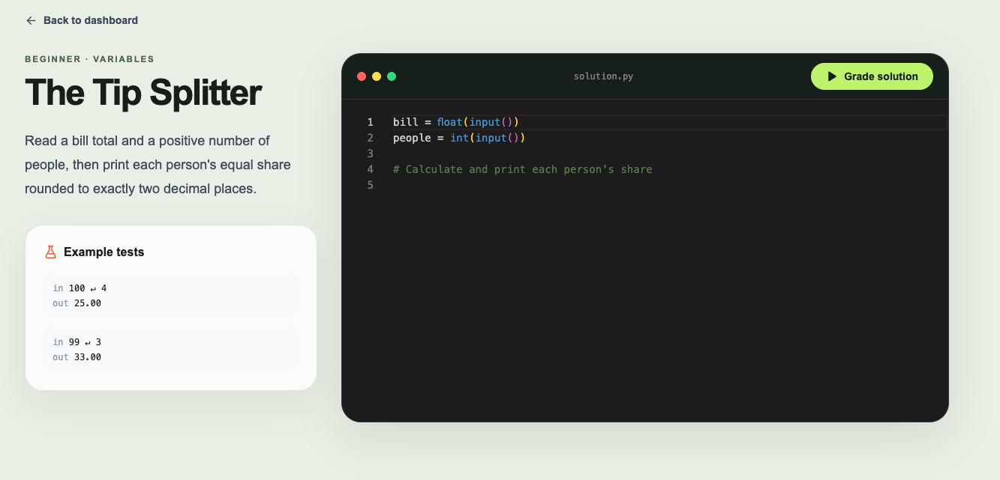 Back to dashboard
BEGINNER · VARIABLES
The Tip Splitter
Read a bill total and a positive number of
people, then print each person's equal share
rounded to exactly two decimal places.
Example tests
in 100 ↵ 4
out 25.00
in 99 ↵ 3
out 33.00
solution.py
Grade solution
1 bill = float(input())
2 people = int(input())
3
4 # Calculate and print each person's share
5